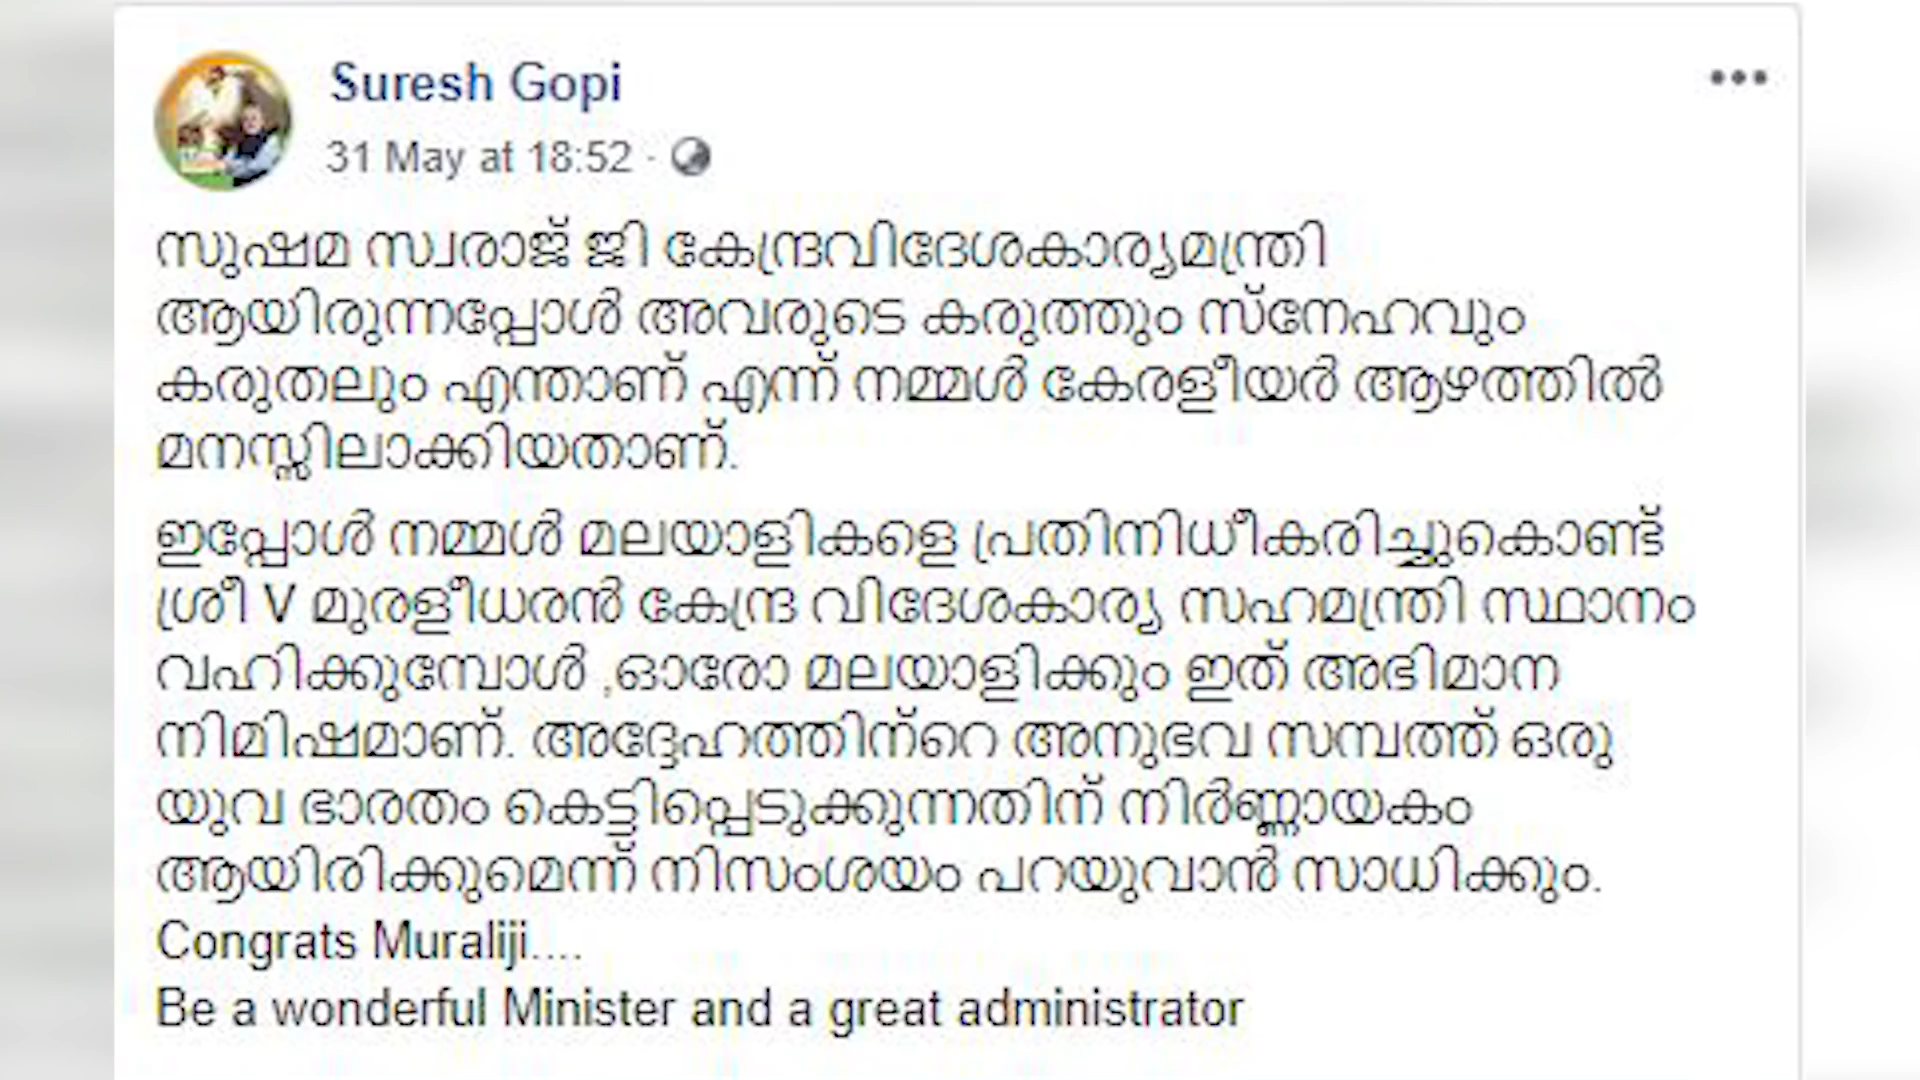 Suresh Gopi
31 May at 18:52 ·
സുഷമ സ്വരാജ് ജി കേന്ദ്രവിദേശകാര്യമന്ത്രി
ആയിരുന്നപ്പോൾ അവരുടെ കരുത്തും സ്നേഹവും
കരുതലും എന്താണ് എന്ന് നമ്മൾ കേരളീയർ ആഴത്തിൽ
മനസ്സിലാക്കിയതാണ്.
ഇപ്പോൾ നമ്മൾ മലയാളികളെ പ്രതിനിധീകരിച്ചുകൊണ്ട്
ശ്രീ V മുരളീധരൻ കേന്ദ്ര വിദേശകാര്യ സഹമന്ത്രി സ്ഥാനം
വഹിക്കുമ്പോൾ ,ഓരോ മലയാളിക്കും ഇത് അഭിമാന
നിമിഷമാണ്. അദ്ദേഹത്തിന്റെ അനുഭവ സമ്പത്ത് ഒരു
യുവ ഭാരതം കെട്ടിപ്പെടുക്കുന്നതിന് നിർണ്ണായകം
ആയിരിക്കുമെന്ന് നിസംശയം പറയുവാൻ സാധിക്കും.
Congrats Muraliji....
Be a wonderful Minister and a great administrator